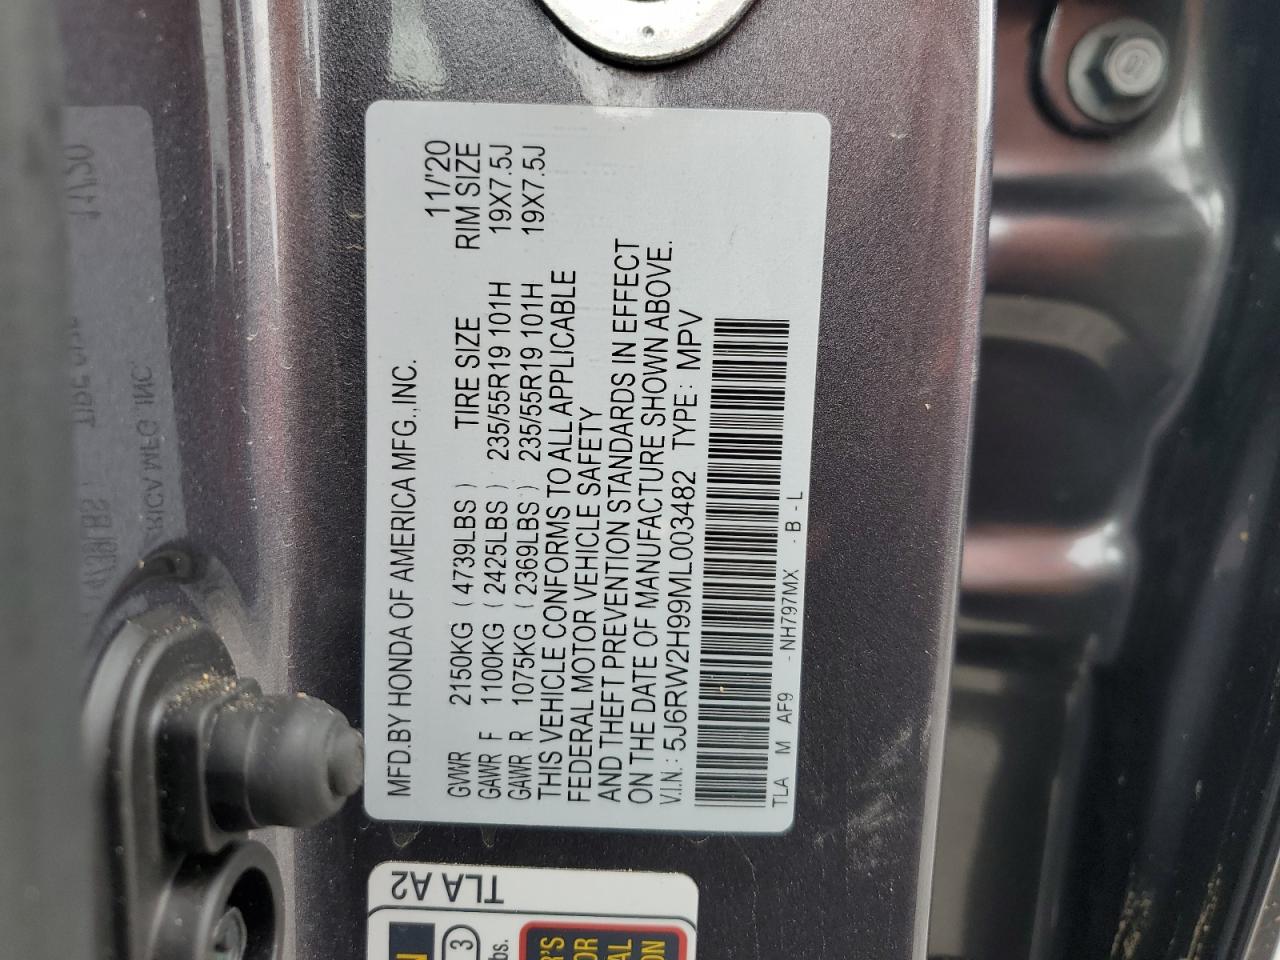 MFD.BY HONDA OF AMERICA MFG.,INC. 11/'20
TIRE SIZE RIM SIZE
GVWR 2150KG ( 4739LBS )
GAWR F 1100KG ( 2425LBS ) 235/55R19 101H 19X7.5J
GAWR R 1075KG ( 2369LBS ) 235/55R19 101H 19X7.5J
THIS VEHICLE CONFORMS TO ALL APPLICABLE
FEDERAL MOTOR VEHICLE SAFETY
AND THEFT PREVENTION STANDARDS IN EFFECT
ON THE DATE OF MANUFACTURE SHOWN ABOVE.
V.I.N.: 5J6RW2H99ML003482 TYPE: MPV
TLA M AF9 - NH797MX - B - L
TLA A2
3